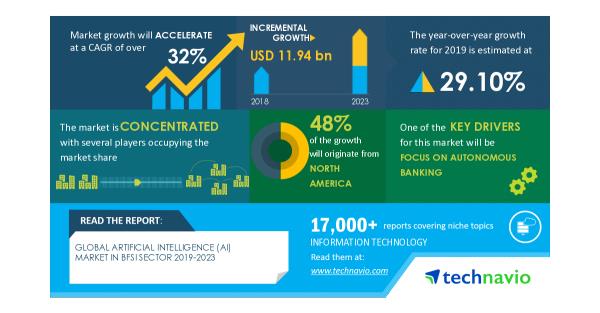 Market growth will ACCELERATE
at a CAGR of over
32%
INCREMENTAL
GROWTH
USD 11.94 bn
2018
2023
The year-over-year growth
rate for 2019 is estimated at
29.10%
The market is CONCENTRATED
with several players occupying the
market share
48%
of the growth
will originate from
NORTH
AMERICA
One of the KEY DRIVERS
for this market will be
FOCUS ON AUTONOMOUS
BANKING
READ THE REPORT:
GLOBAL ARTIFICIAL INTELLIGENCE (AI)
MARKET IN BFSI SECTOR 2019-2023
17,000+ reports covering niche topics
INFORMATION TECHNOLOGY
Read them at:
www.technavio.com
technavio